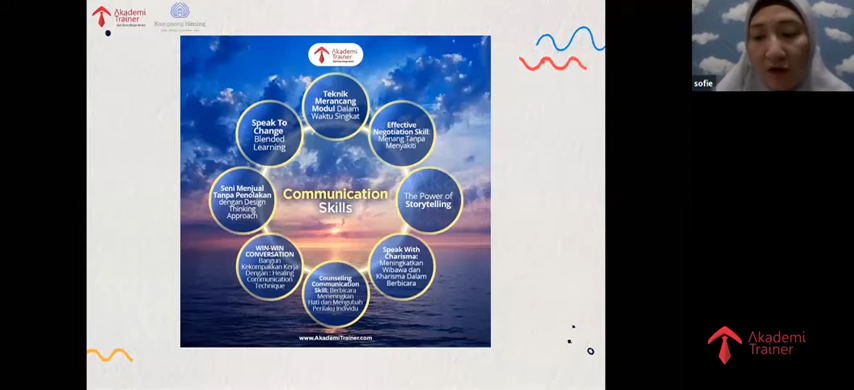 Akademi
Trainer
Akademi
Trainer
sofie
Teknik
Merancang
Modul Dalam
Waktu Singkat
Speak To
Change
Blended
Learning
Effective
Negotiation Skill:
Menang Tanpa
Menyakiti
Seni Menjual
Tanpa Penolakan
dengan Design
Thinking
Approach
Communication
Skills
The Power of
Storytelling
WIN-WIN
CONVERSATION
Bangun
Kekompakkan Kerja
Dengan : Healing
Communication
Technique
Speak With
Charisma:
Meningkatkan
Wibawa dan
Kharisma Dalam
Berbicara
Counseling
Communication
Skill: Berbicara
Menenangkan
Hati dan Mengubah
Perilaku Individu
www.AkademiTrainer.com
Akademi
Trainer